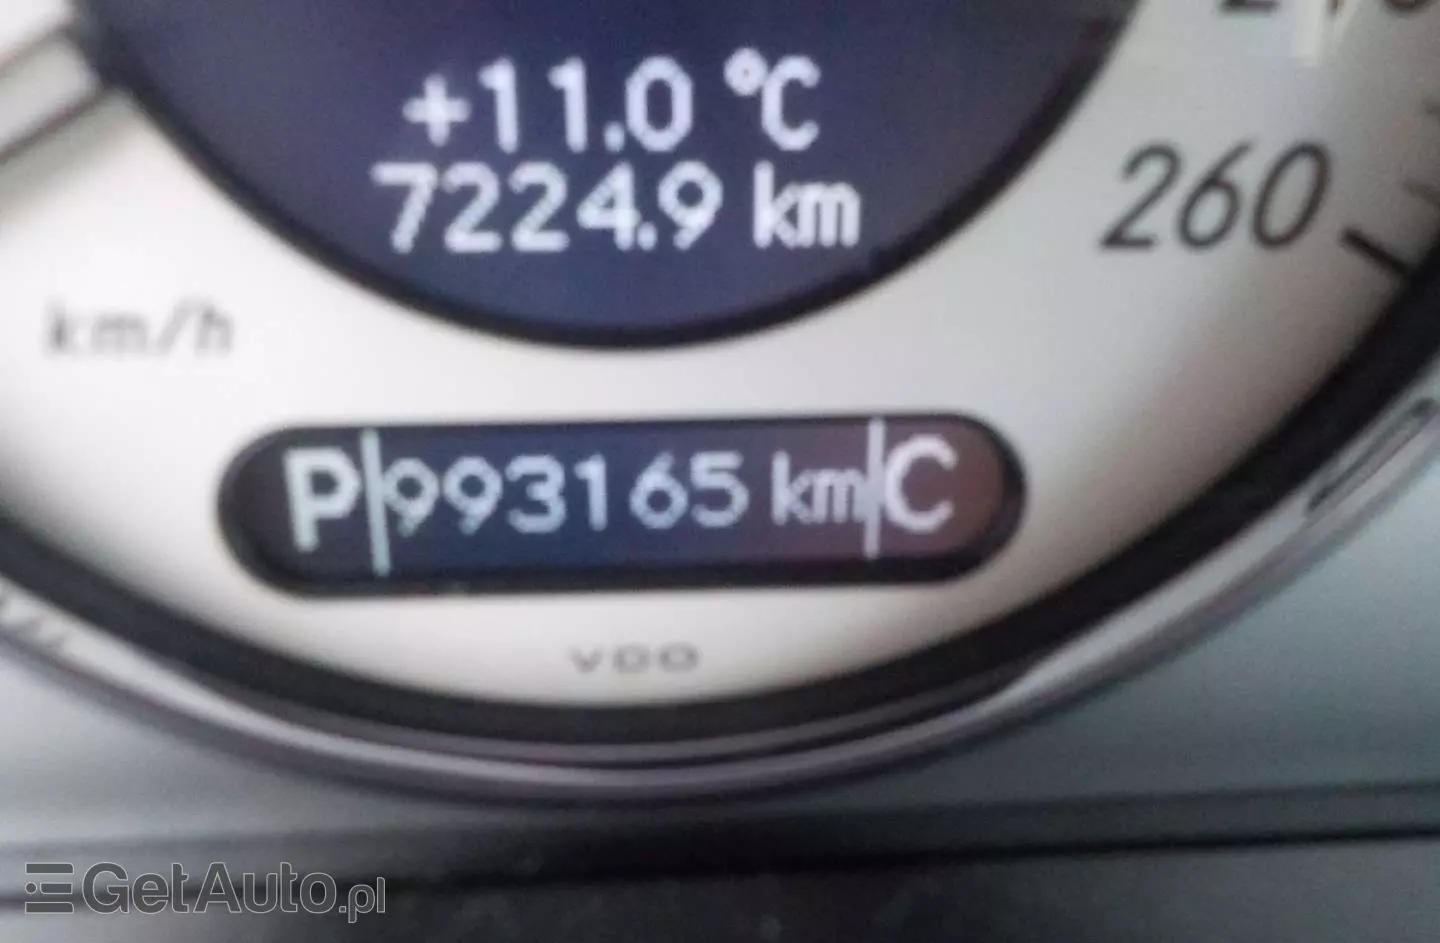 +11.0 °C
7224.9 km
260
km/h
P 993165 km C
VDO
GetAuto.pl